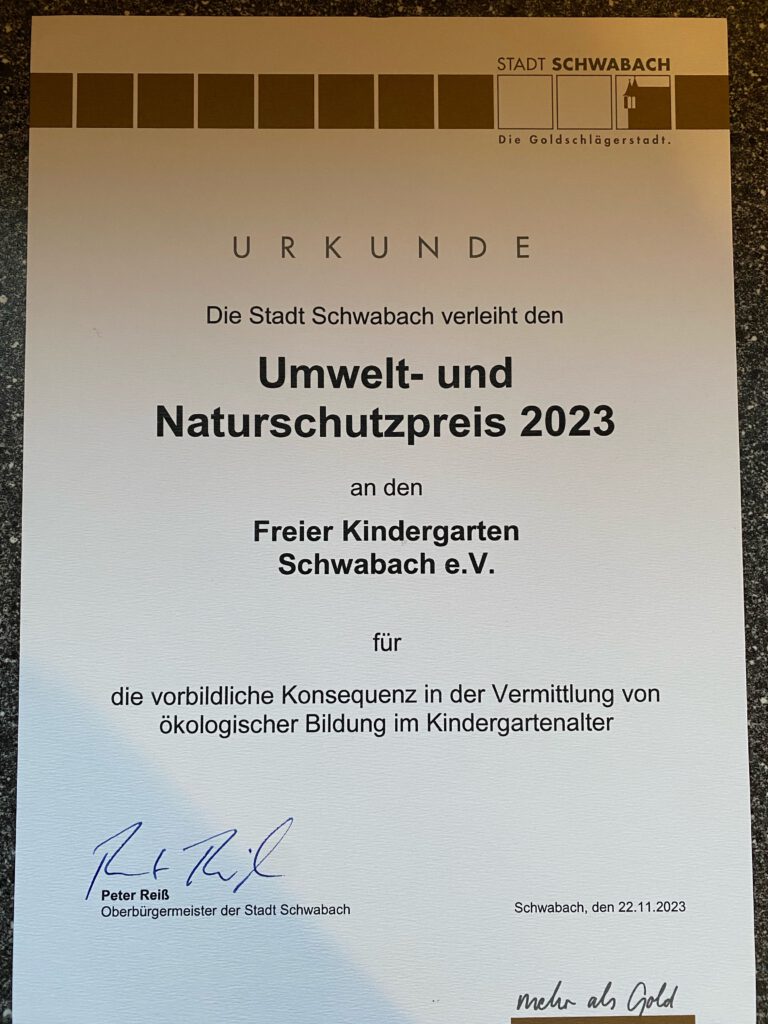 STADT SCHWABACH
Die Goldschlägerstadt.
URKUNDE
Die Stadt Schwabach verleiht den
Umwelt- und
Naturschutzpreis 2023
an den
Freier Kindergarten
Schwabach e.V.
für
die vorbildliche Konsequenz in der Vermittlung von
ökologischer Bildung im Kindergartenalter
Peter Reiß
Peter Reiß
Oberbürgermeister der Stadt Schwabach
Schwabach, den 22.11.2023
mehr als Gold